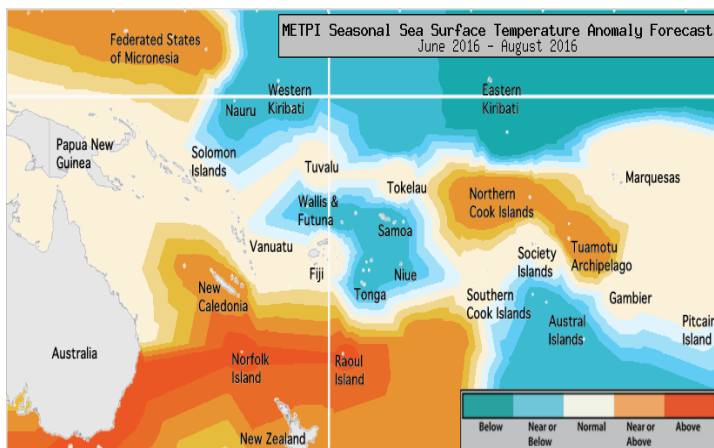 METPI Seasonal Sea Surface Temperature Anomaly Forecast
June 2016 - August 2016
Federated States
of Micronesia
Western
Kiribati
Eastern
Kiribati
Nauru
Papua New
Guinea
Solomon
Islands
Tuvalu
Tokelau
Marquesas
Northern
Cook Islands
Wallis &
Futuna
Samoa
Vanuatu
Fiji
Niue
Tonga
Society
Islands
Tuamotu
Archipelago
New
Caledonia
Southern
Cook Islands
Gambier
Austral
Islands
Pitcairn
Island
Australia
Norfolk
Island
Raoul
Island
New Zealand
Below
Near or
Below
Normal
Near or
Above
Above